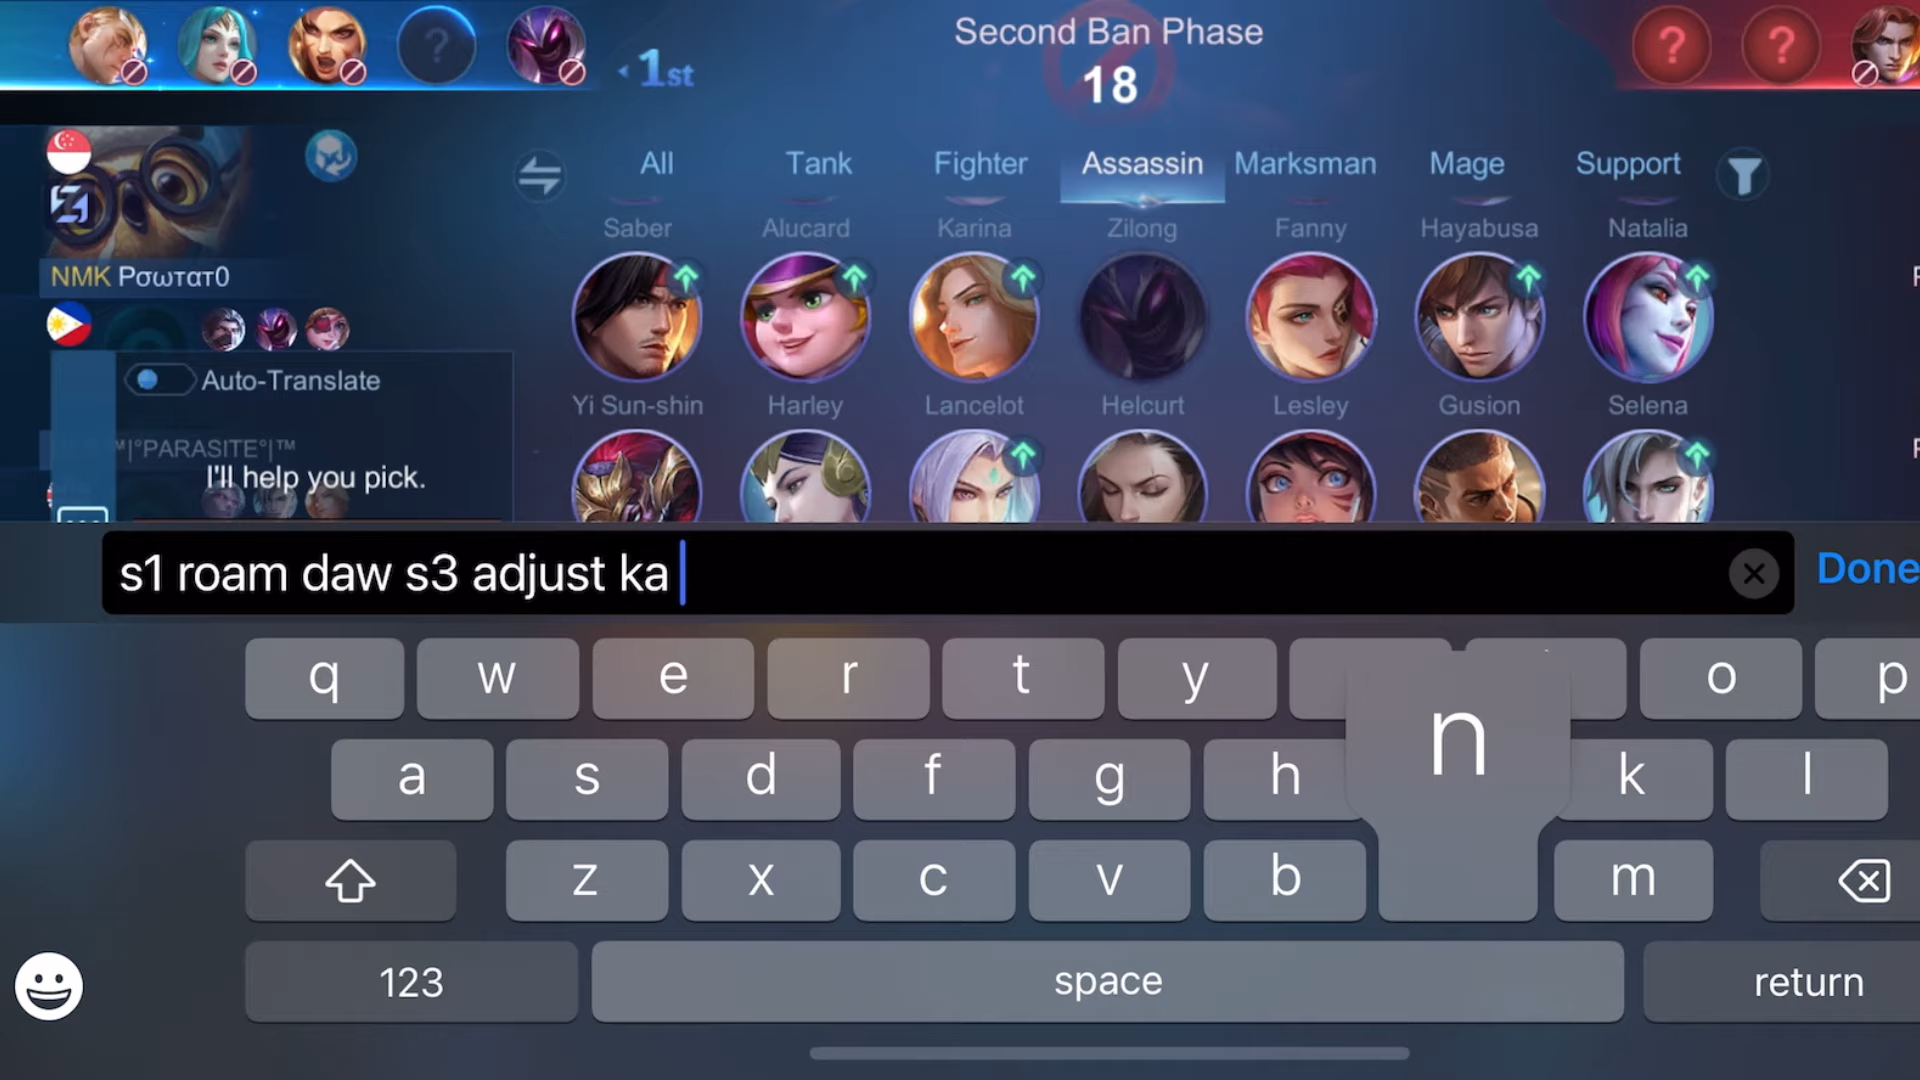 1st
Second Ban Phase
18
All Tank Fighter Assassin Marksman Mage Support
Saber Alucard Karina Zilong Fanny Hayabusa Natalia
NMK Ρσωτατ0
Yi Sun-shin Harley Lancelot Helcurt Lesley Gusion Selena
Auto-Translate
|°PARASITE°|™
I'll help you pick.
s1 roam daw s3 adjust ka
Done
q w e r t y o p
a s d f g h k l
n
z x c v b m
123 space return